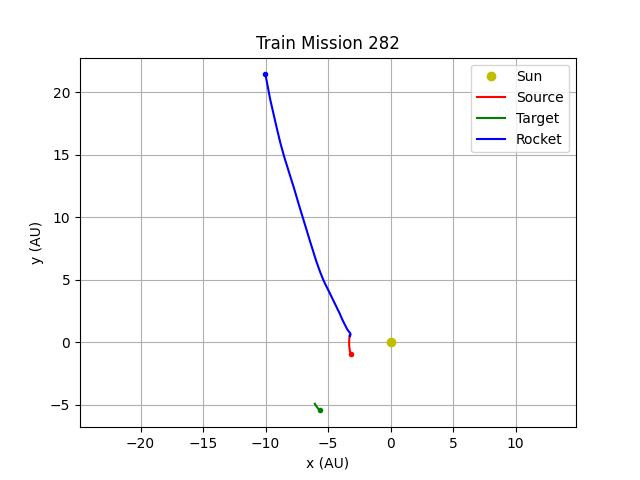 Train Mission 282
Sun
Source
Target
Rocket
20
15
10
5
0
−5
−20
−15
−10
−5
0
5
10
y (AU)
x (AU)